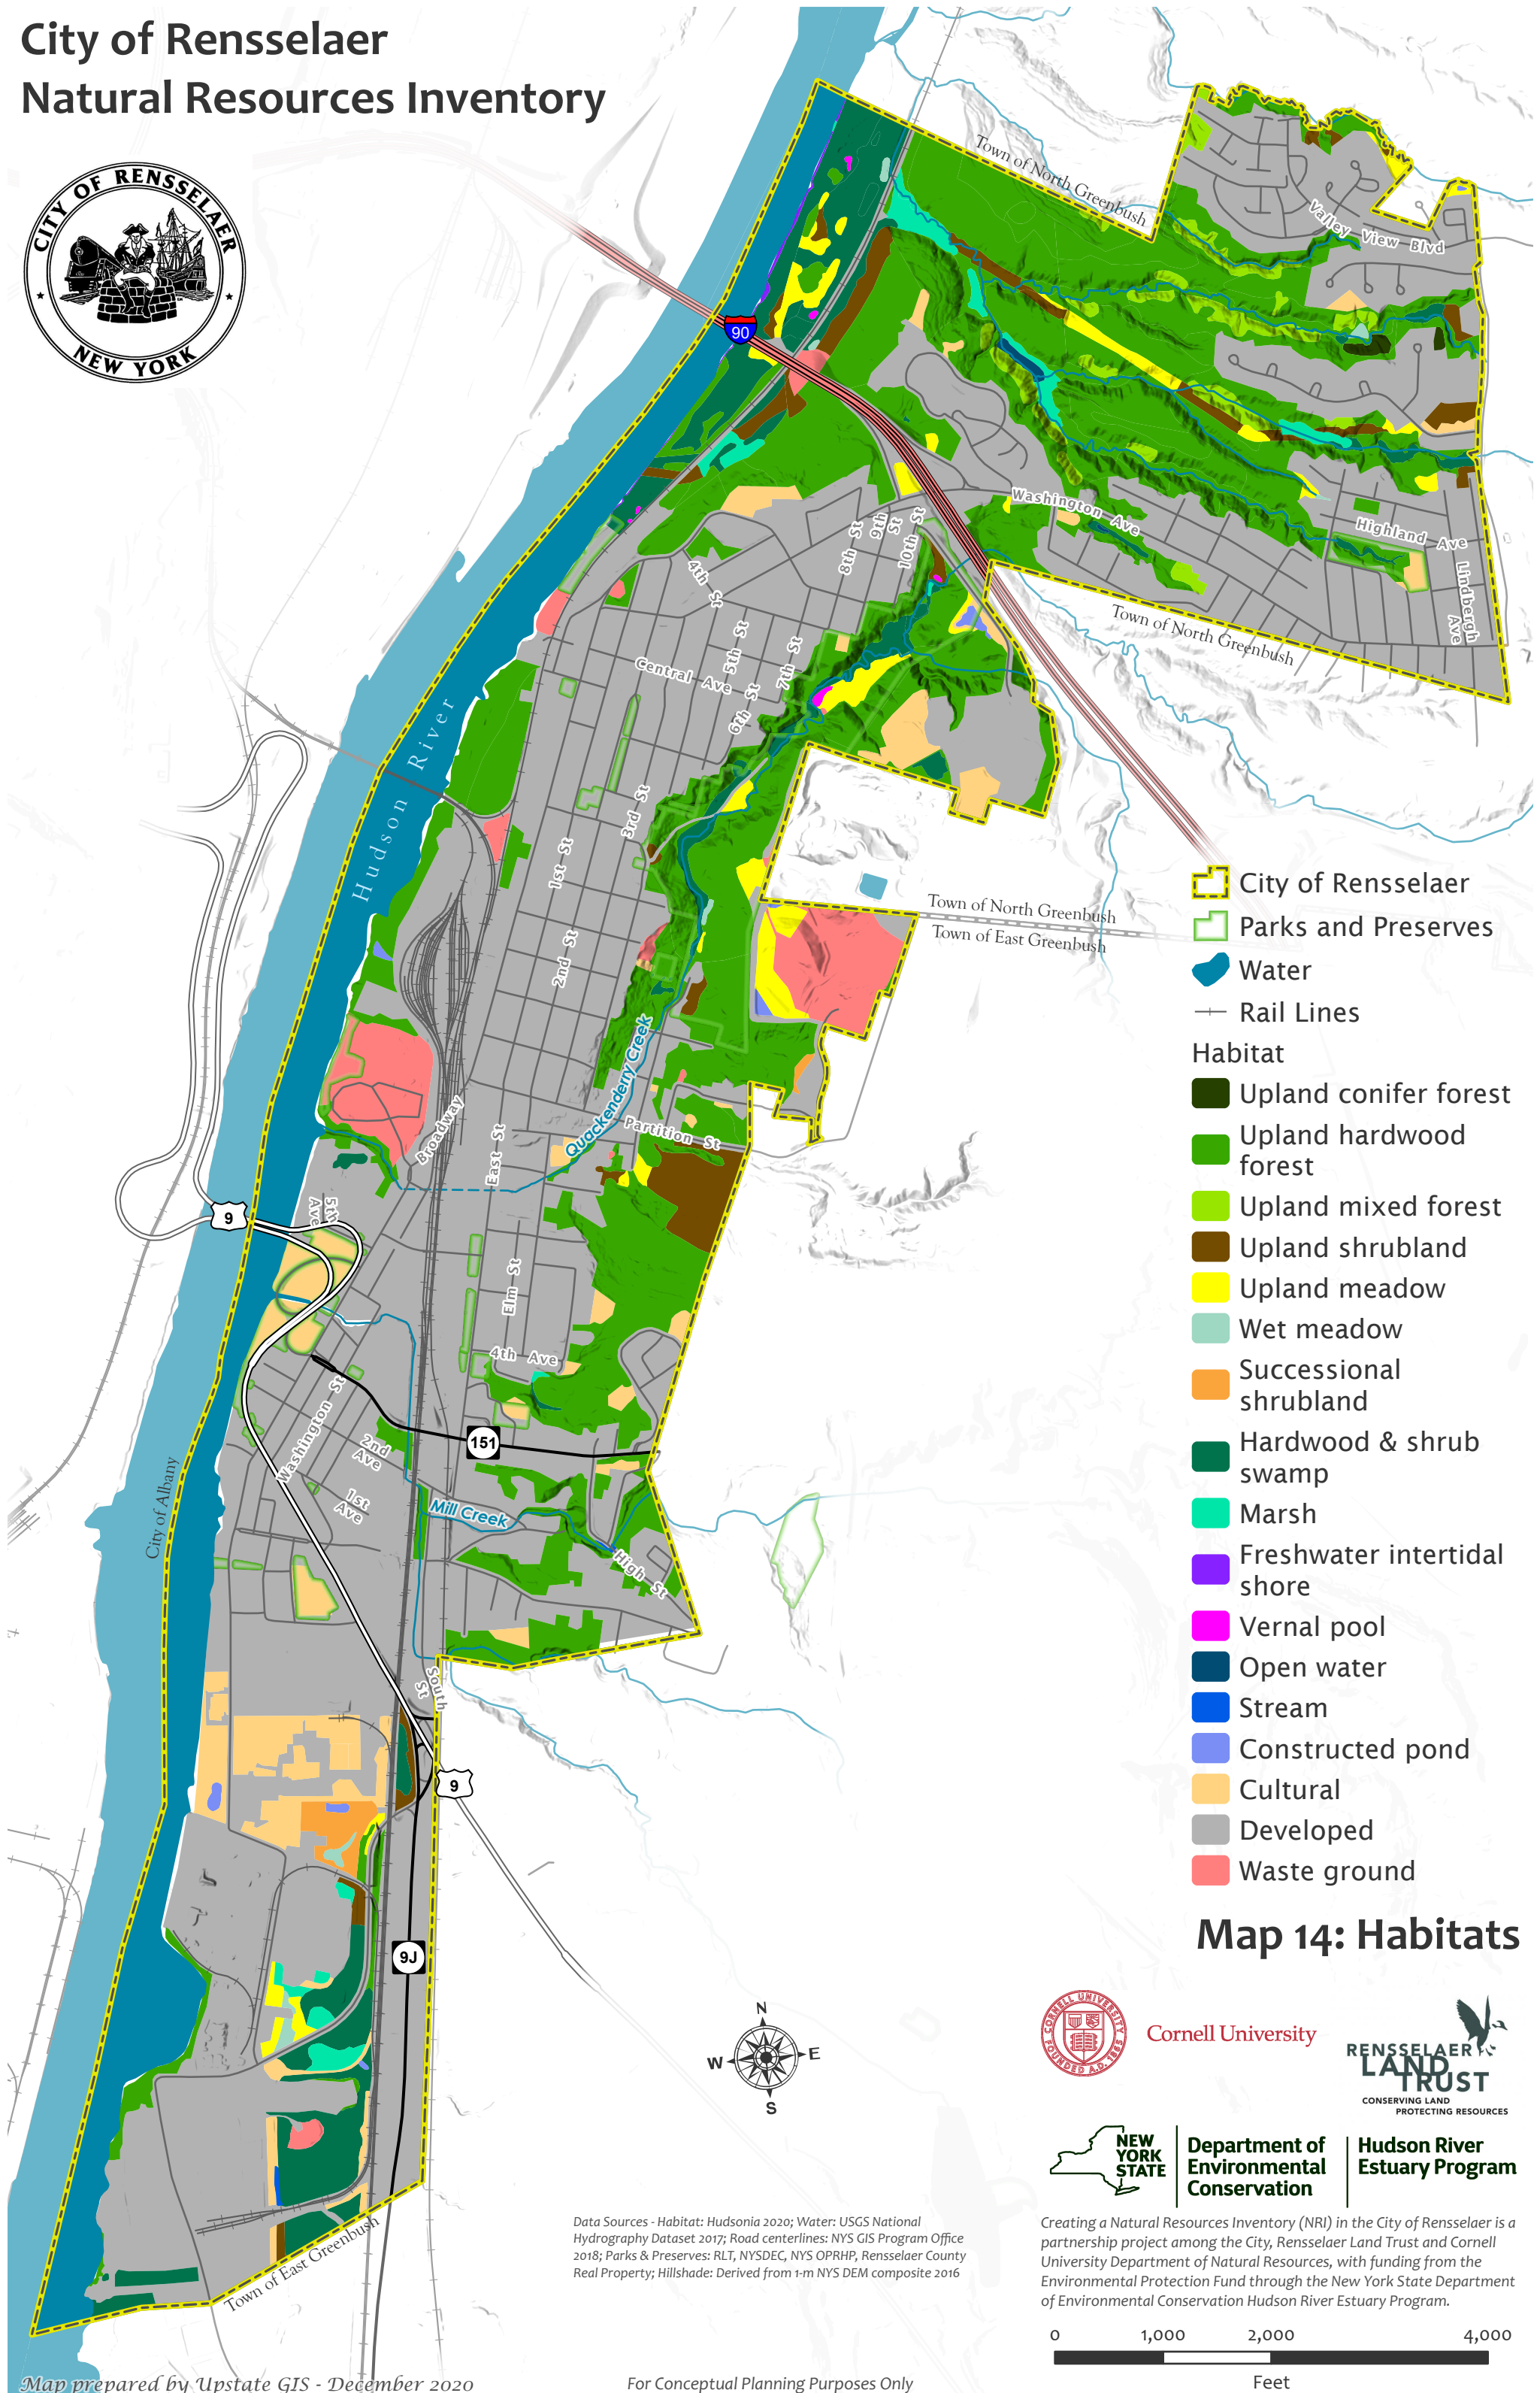 City of Rensselaer
Natural Resources Inventory
CITY OF RENSSELAER
NEW YORK
Town of North Greenbush
Valley View Blvd
90
Washington Ave
Highland Ave
Lindbergh
Ave
8th St
9th
St
10th St
4th St
Town of North Greenbush
5th St
Central Ave
7th St
6th St
Hudson River
3rd St
1st St
Town of North Greenbush
Town of East Greenbush
2nd St
Quackenderry Creek
Broadway
Partition St
East St
5th
Ave
9
Elm St
4th Ave
Washington St
151
2nd
Ave
1st
Ave
Mill Creek
City of Albany
High St
South
St
9
9J
Town of East Greenbush
City of Rensselaer
Parks and Preserves
Water
Rail Lines
Habitat
Upland conifer forest
Upland hardwood
forest
Upland mixed forest
Upland shrubland
Upland meadow
Wet meadow
Successional
shrubland
Hardwood & shrub
swamp
Marsh
Freshwater intertidal
shore
Vernal pool
Open water
Stream
Constructed pond
Cultural
Developed
Waste ground
Map 14: Habitats
N
W E
S
CORNELL UNIVERSITY
FOUNDED A.D. 1865
Cornell University
RENSSELAER
LAND
TRUST
CONSERVING LAND
PROTECTING RESOURCES
NEW
YORK
STATE
Department of
Environmental
Conservation
Hudson River
Estuary Program
Data Sources - Habitat: Hudsonia 2020; Water: USGS National
Hydrography Dataset 2017; Road centerlines: NYS GIS Program Office
2018; Parks & Preserves: RLT, NYSDEC, NYS OPRHP, Rensselaer County
Real Property; Hillshade: Derived from 1-m NYS DEM composite 2016
Creating a Natural Resources Inventory (NRI) in the City of Rensselaer is a
partnership project among the City, Rensselaer Land Trust and Cornell
University Department of Natural Resources, with funding from the
Environmental Protection Fund through the New York State Department
of Environmental Conservation Hudson River Estuary Program.
0 1,000 2,000 4,000
Feet
Map prepared by Upstate GIS - December 2020
For Conceptual Planning Purposes Only